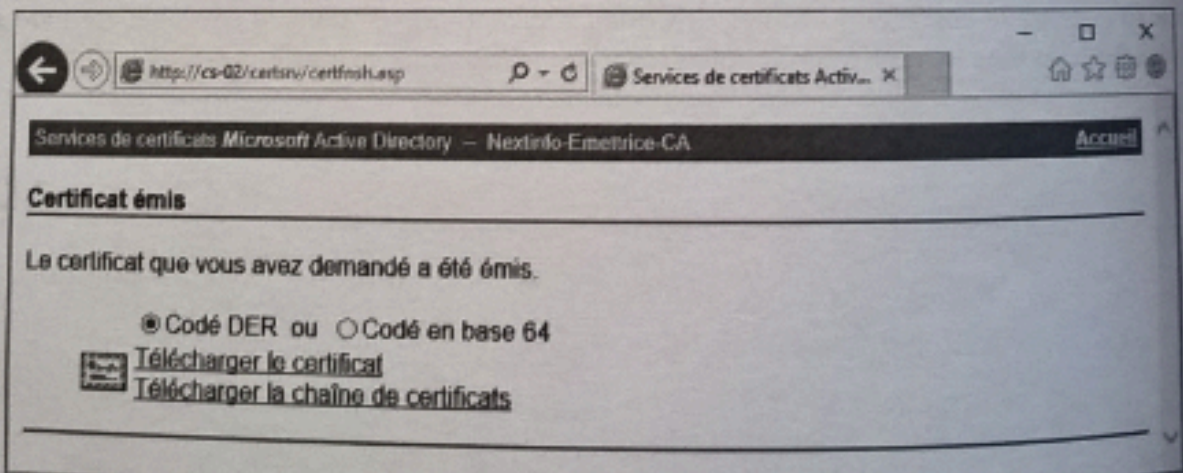 http://cs-02/certsrv/certfnsh.asp
Services de certificats Activ...
Services de certificats Microsoft Active Directory — Nextinfo-Emettrice-CA
Accueil
Certificat émis
Le certificat que vous avez demandé a été émis.
Codé DER ou Codé en base 64
Télécharger le certificat
Télécharger la chaîne de certificats